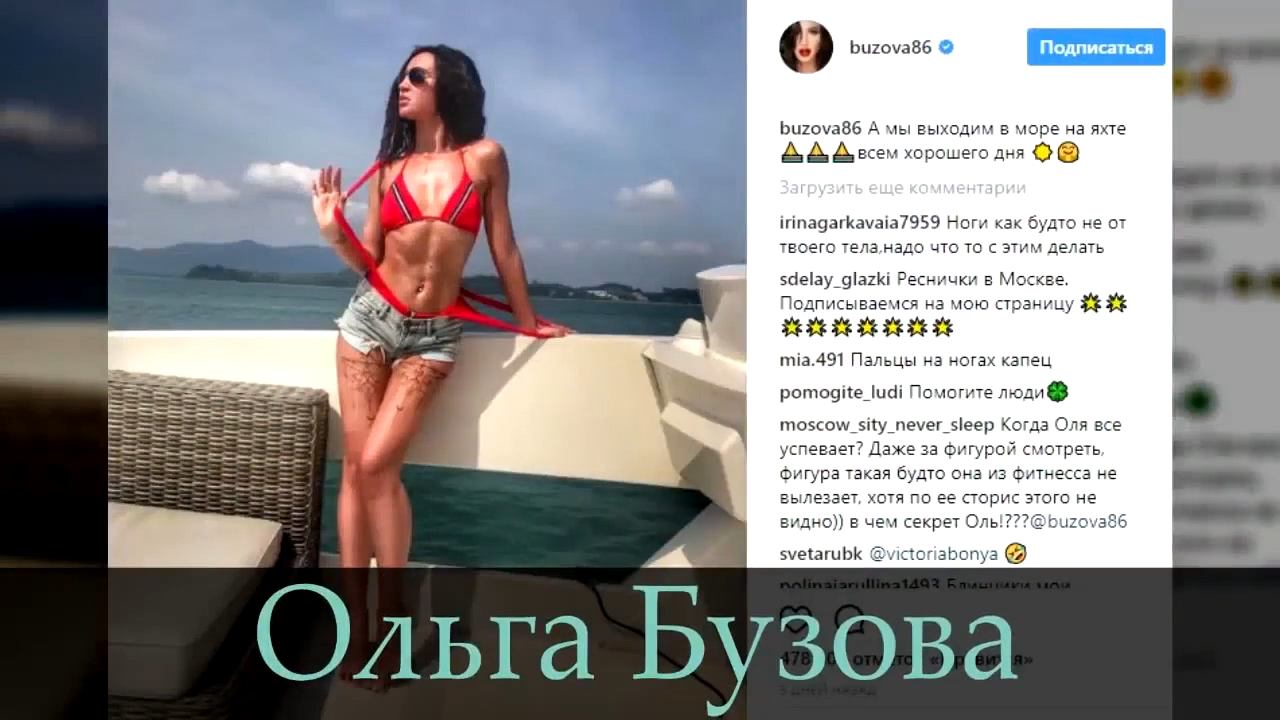 buzova86
Подписаться
buzova86 А мы выходим в море на яхте
всем хорошего дня
Загрузить еще комментарии
irinagarkavaia7959 Ноги как будто не от
твоего тела,надо что то с этим делать
sdelay_glazki Реснички в Москве.
Подписываемся на мою страницу
mia.491 Пальцы на ногах капец
pomogite_ludi Помогите люди
moscow_sity_never_sleep Когда Оля все
успевает? Даже за фигурой смотреть,
фигура такая будто она из фитнесса не
вылезает, хотя по ее сторис этого не
видно)) в чем секрет Оль!???@buzova86
svetarubk @victoriabonya
polinajarullina1493 Блинчики мои
Ольга Бузова